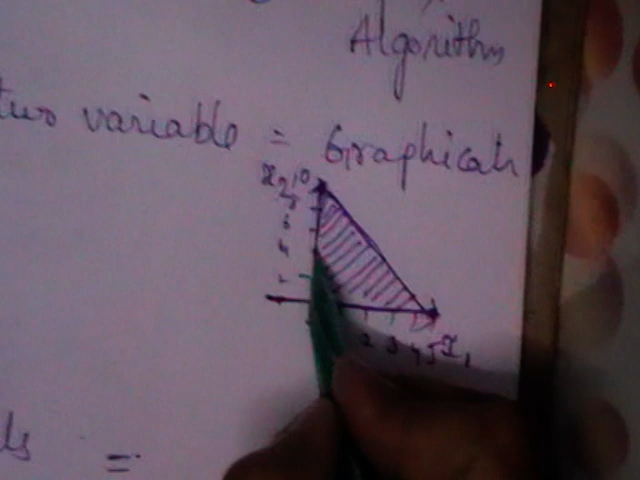 Algorithm
two variable = Graphical
x2 10
8
6
4
2
2 3 4 5 x1
=